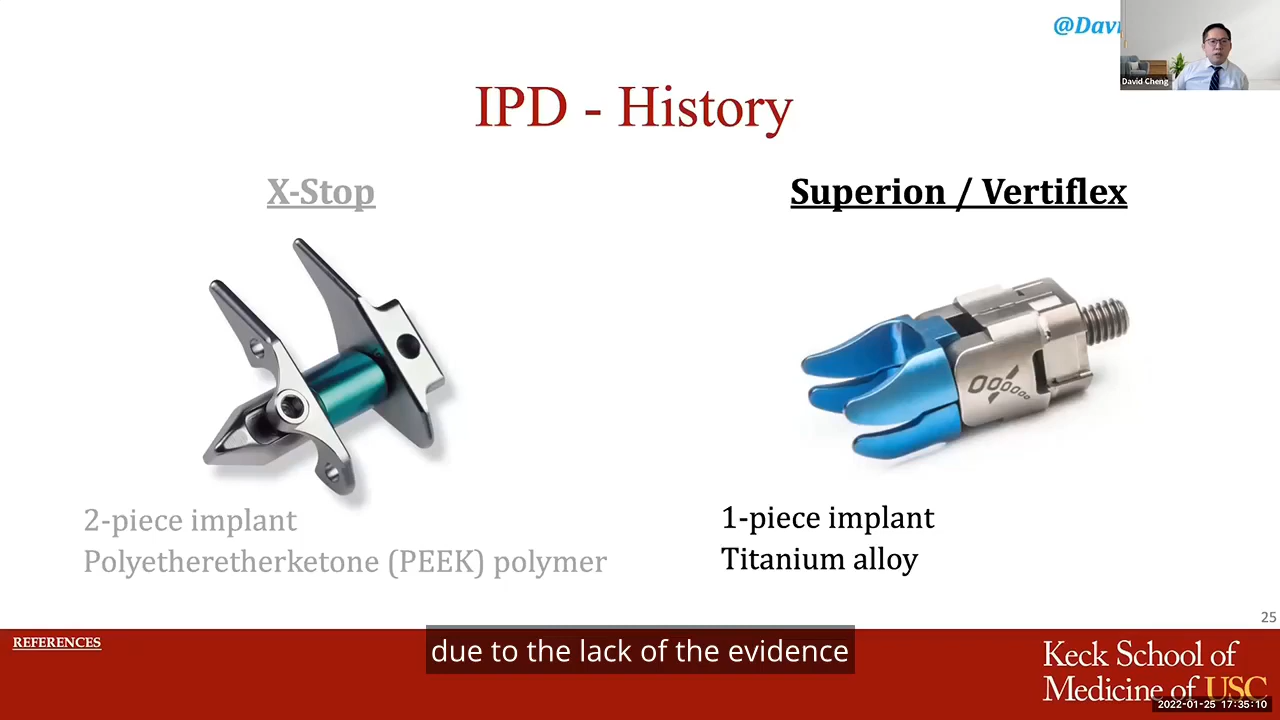 @Davi
David Cheng
IPD - History
X-Stop
Superion / Vertiflex
2-piece implant
Polyetheretherketone (PEEK) polymer
1-piece implant
Titanium alloy
25
REFERENCES
due to the lack of the evidence
Keck School of
Medicine of USC
2022-01-25 17:35:10